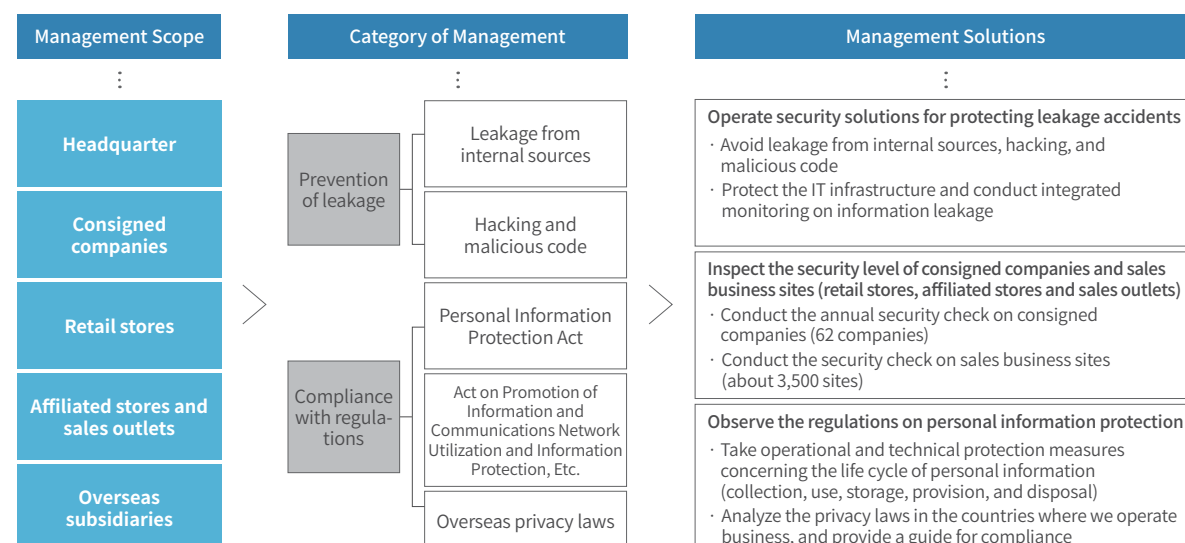 Management Scope
Headquarter
Consigned
companies
Retail stores
Affiliated stores and
sales outlets
Overseas
subsidiaries
Category of Management
Prevention
of leakage
Leakage from
internal sources
Hacking and
malicious code
Compliance
with regula-
tions
Personal Information
Protection Act
Act on Promotion of
Information and
Communications Network
Utilization and Information
Protection, Etc.
Overseas privacy laws
Management Solutions
Operate security solutions for protecting leakage accidents
· Avoid leakage from internal sources, hacking, and
malicious code
· Protect the IT infrastructure and conduct integrated
monitoring on information leakage
Inspect the security level of consigned companies and sales
business sites (retail stores, affiliated stores and sales outlets)
· Conduct the annual security check on consigned
companies (62 companies)
· Conduct the security check on sales business sites
(about 3,500 sites)
Observe the regulations on personal information protection
· Take operational and technical protection measures
concerning the life cycle of personal information
(collection, use, storage, provision, and disposal)
· Analyze the privacy laws in the countries where we operate
business, and provide a guide for compliance